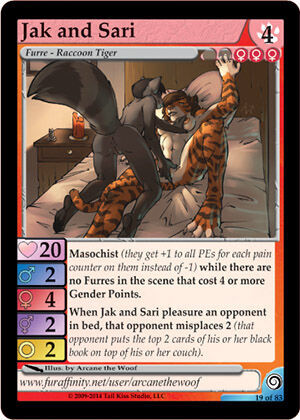 Jak and Sari
4
Furre - Raccoon Tiger
20
Masochist (they get +1 to all PEs for each pain
counter on them instead of -1) while there are
2
no Furres in the scene that cost 4 or more
4
Gender Points.
When Jak and Sari pleasure an opponent
2
in bed, that opponent misplaces 2 (that
opponent puts the top 2 cards of his or her black
2
book on top of his or her couch).
Illus. by Arcane the Woof
www.furaffinity.net/user/arcanethewoof
© 2009-2014 Tail Kiss Studio, LLC
19 of 83